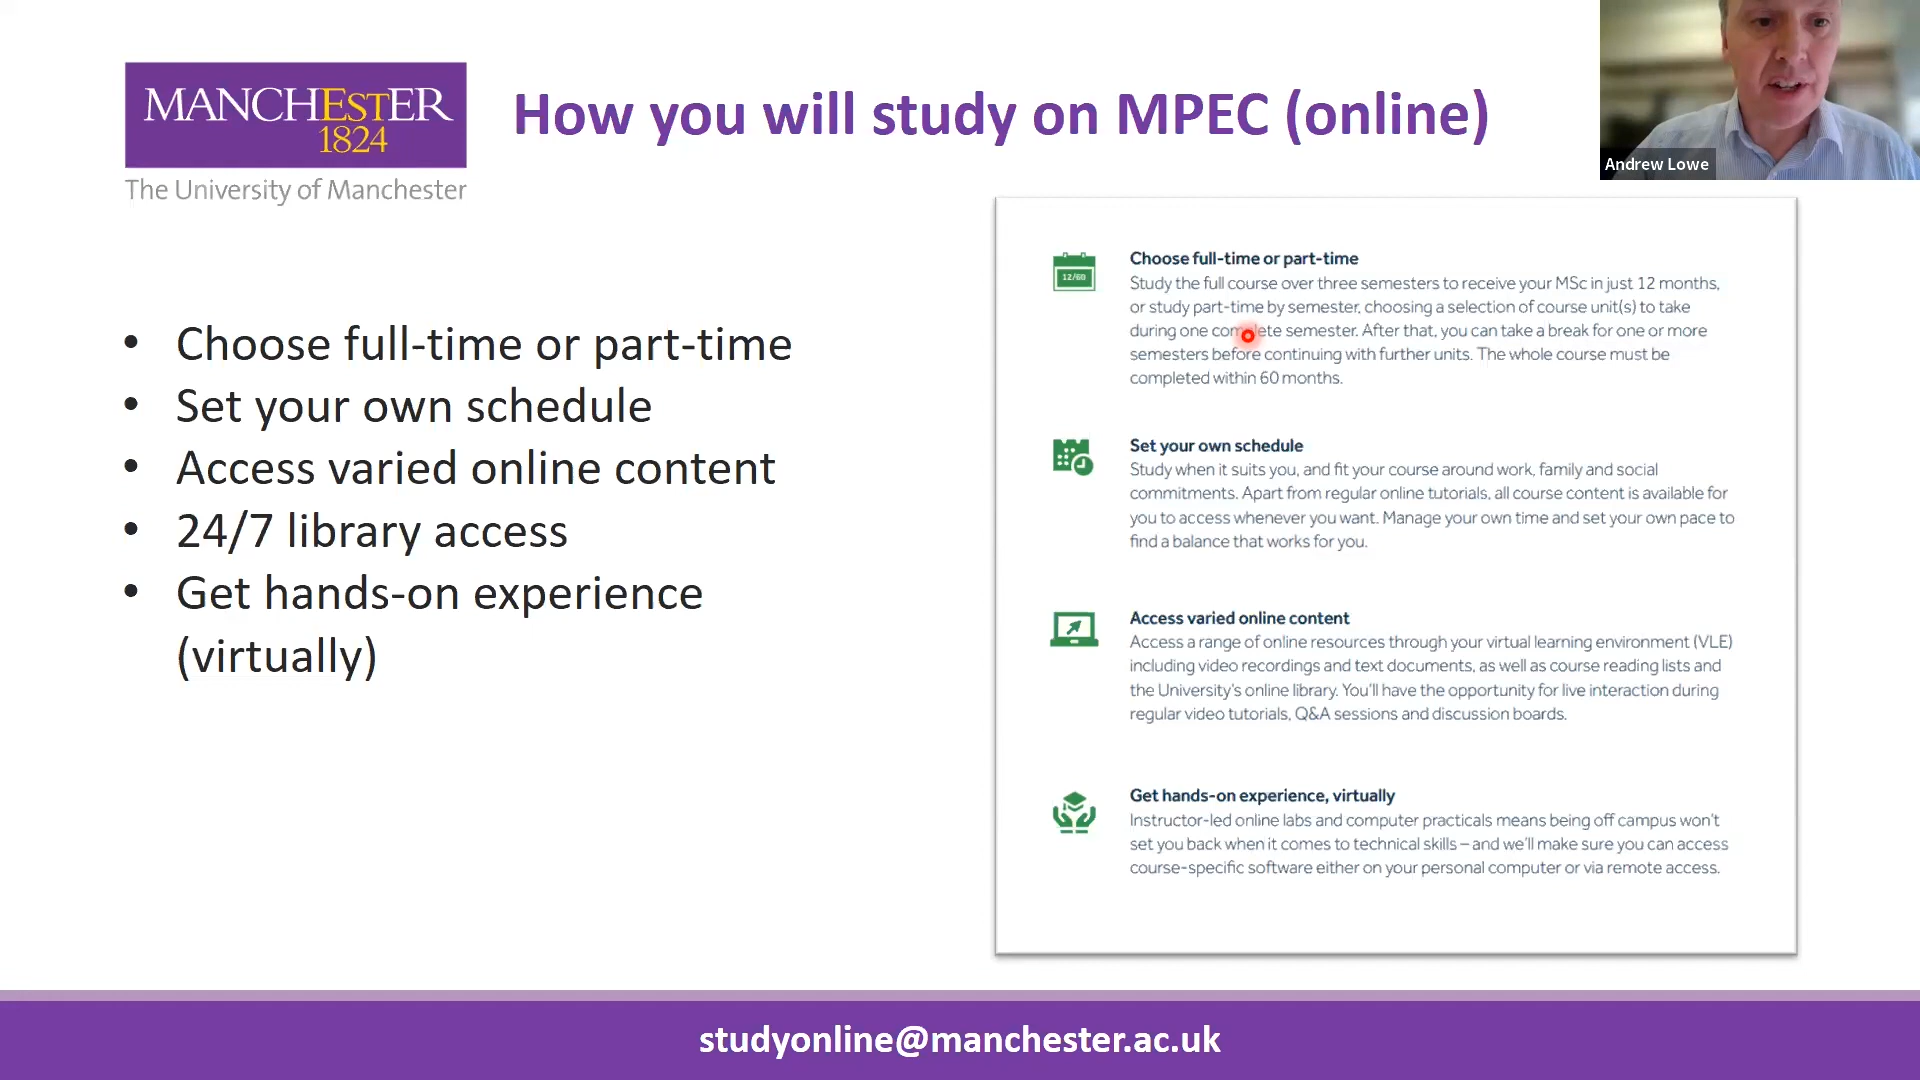 MANCHESTER
1824
The University of Manchester
How you will study on MPEC (online)
Andrew Lowe
• Choose full-time or part-time
• Set your own schedule
• Access varied online content
• 24/7 library access
• Get hands-on experience
(virtually)
12/60
Choose full-time or part-time
Study the full course over three semesters to receive your MSc in just 12 months,
or study part-time by semester, choosing a selection of course unit(s) to take
during one complete semester. After that, you can take a break for one or more
semesters before continuing with further units. The whole course must be
completed within 60 months.
Set your own schedule
Study when it suits you, and fit your course around work, family and social
commitments. Apart from regular online tutorials, all course content is available for
you to access whenever you want. Manage your own time and set your own pace to
find a balance that works for you.
Access varied online content
Access a range of online resources through your virtual learning environment (VLE)
including video recordings and text documents, as well as course reading lists and
the University's online library. You'll have the opportunity for live interaction during
regular video tutorials, Q&A sessions and discussion boards.
Get hands-on experience, virtually
Instructor-led online labs and computer practicals means being off campus won't
set you back when it comes to technical skills – and we'll make sure you can access
course-specific software either on your personal computer or via remote access.
studyonline@manchester.ac.uk